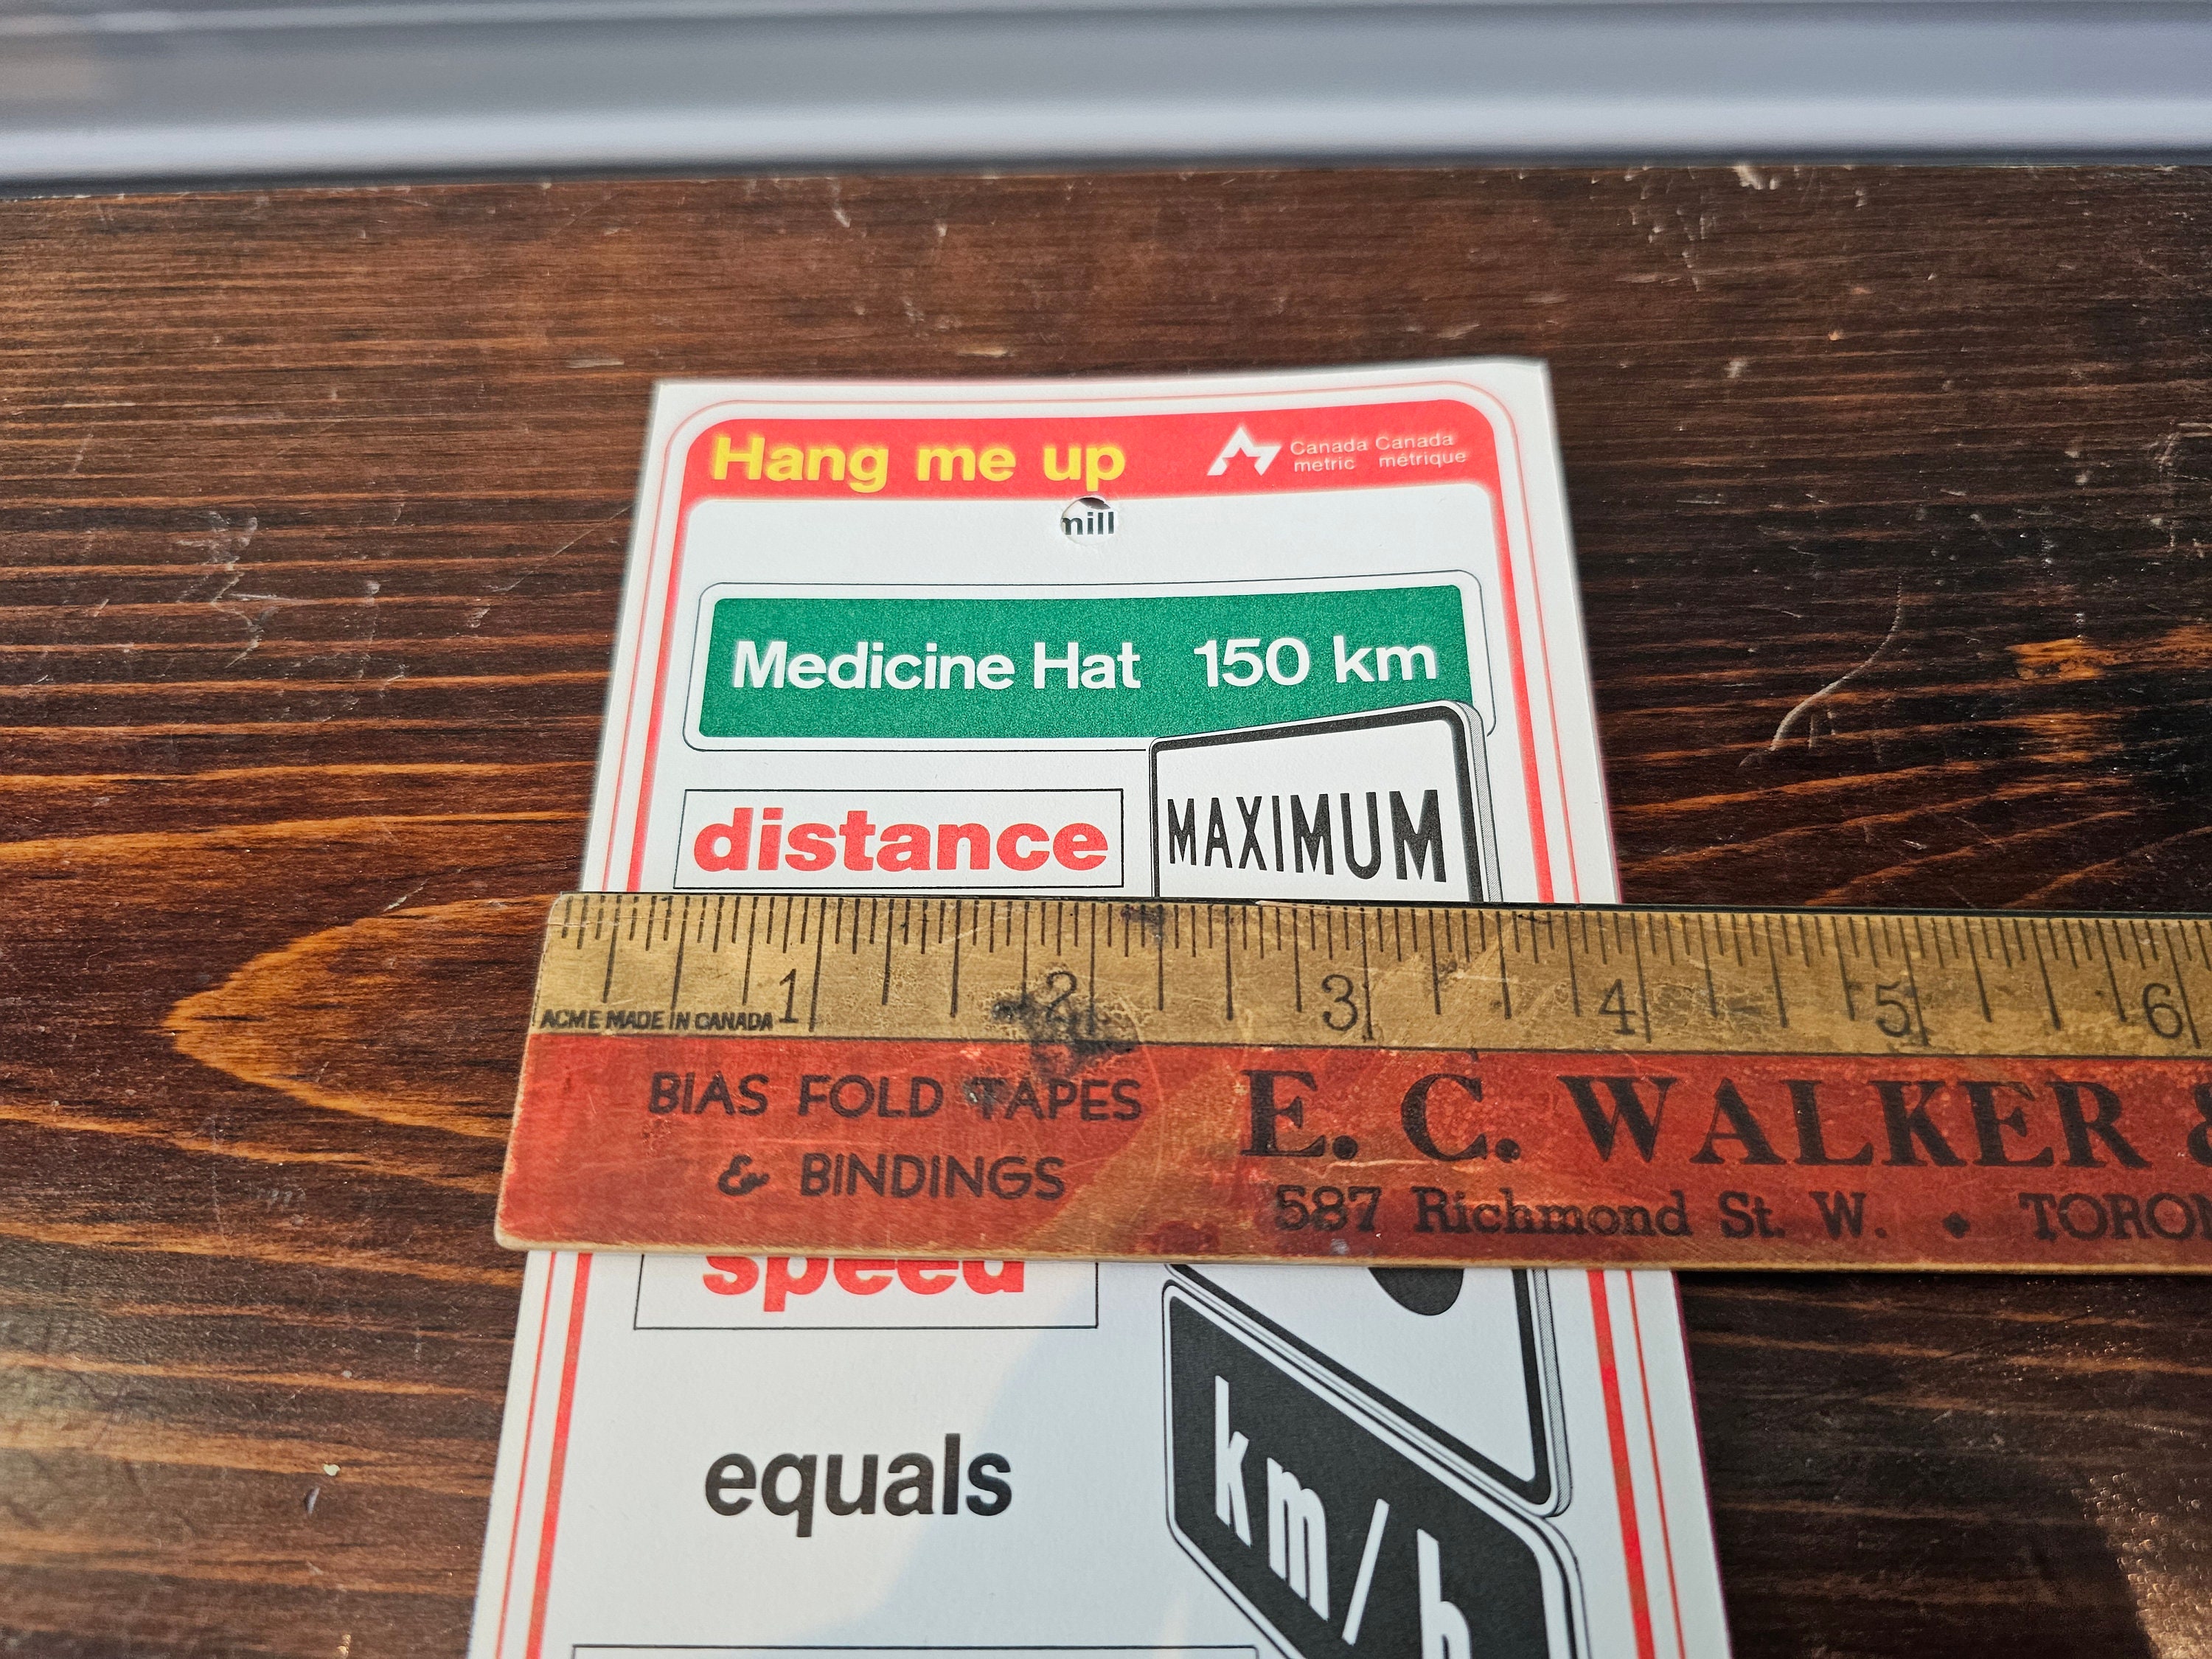 Hang me up
Canada Canada
metric métrique
Medicine Hat 150 km
distance
MAXIMUM
1 2 3 4 5 6
ACME MADE IN CANADA
BIAS FOLD TAPES
& BINDINGS
E. C. WALKER &
587 Richmond St. W. • TORO
speed
equals
km/h